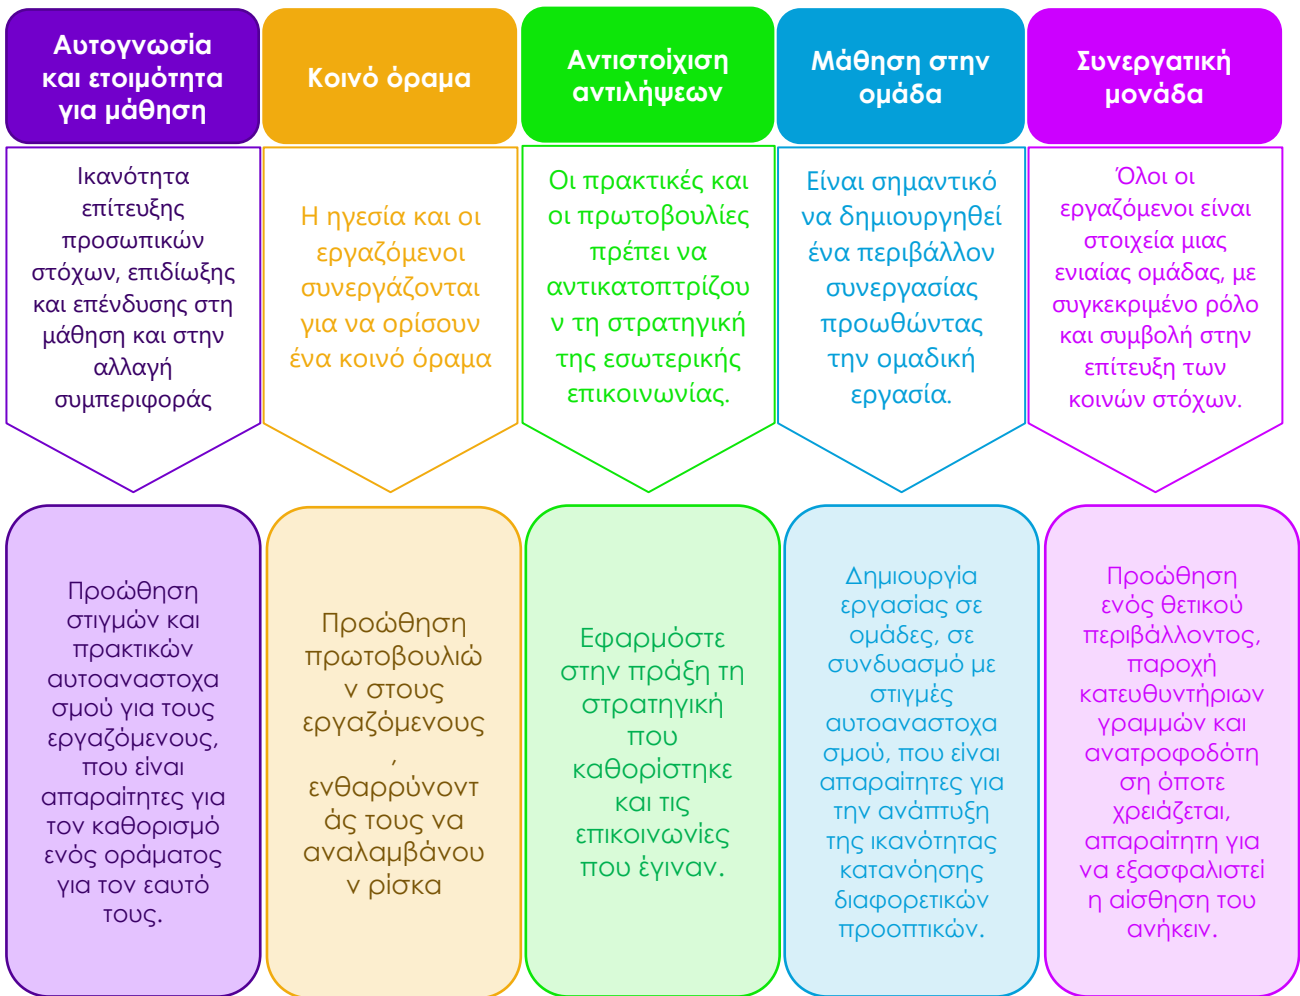 Αυτογνωσία
και ετοιμότητα
για μάθηση
Ικανότητα
επίτευξης
προσωπικών
στόχων, επιδίωξης
και επένδυσης στη
μάθηση και στην
αλλαγή
συμπεριφοράς
Προώθηση
στιγμών και
πρακτικών
αυτοαναστοχα
σμού για τους
εργαζόμενους,
που είναι
απαραίτητες για
τον καθορισμό
ενός οράματος
για τον εαυτό
τους.
Κοινό όραμα
Η ηγεσία και οι
εργαζόμενοι
συνεργάζονται
για να ορίσουν
ένα κοινό όραμα
Προώθηση
πρωτοβουλιώ
ν στους
εργαζόμενους
,
ενθαρρύνοντ
άς τους να
αναλαμβάνου
ν ρίσκα
Αντιστοίχιση
αντιλήψεων
Οι πρακτικές και
οι πρωτοβουλίες
πρέπει να
αντικατοπτρίζου
ν τη στρατηγική
της εσωτερικής
επικοινωνίας.
Εφαρμόστε
στην πράξη τη
στρατηγική
που
καθορίστηκε
και τις
επικοινωνίες
που έγιναν.
Μάθηση στην
ομάδα
Είναι σημαντικό
να δημιουργηθεί
ένα περιβάλλον
συνεργασίας
προωθώντας
την ομαδική
εργασία.
Δημιουργία
εργασίας σε
ομάδες, σε
συνδυασμό με
στιγμές
αυτοαναστοχα
σμού, που είναι
απαραίτητες για
την ανάπτυξη
της ικανότητας
κατανόησης
διαφορετικών
προοπτικών.
Συνεργατική
μονάδα
Όλοι οι
εργαζόμενοι είναι
στοιχεία μιας
ενιαίας ομάδας, με
συγκεκριμένο ρόλο
και συμβολή στην
επίτευξη των
κοινών στόχων.
Προώθηση
ενός θετικού
περιβάλλοντος,
παροχή
κατευθυντήριων
γραμμών και
ανατροφοδότη
ση όποτε
χρειάζεται,
απαραίτητη για
να εξασφαλιστεί
η αίσθηση του
ανήκειν.